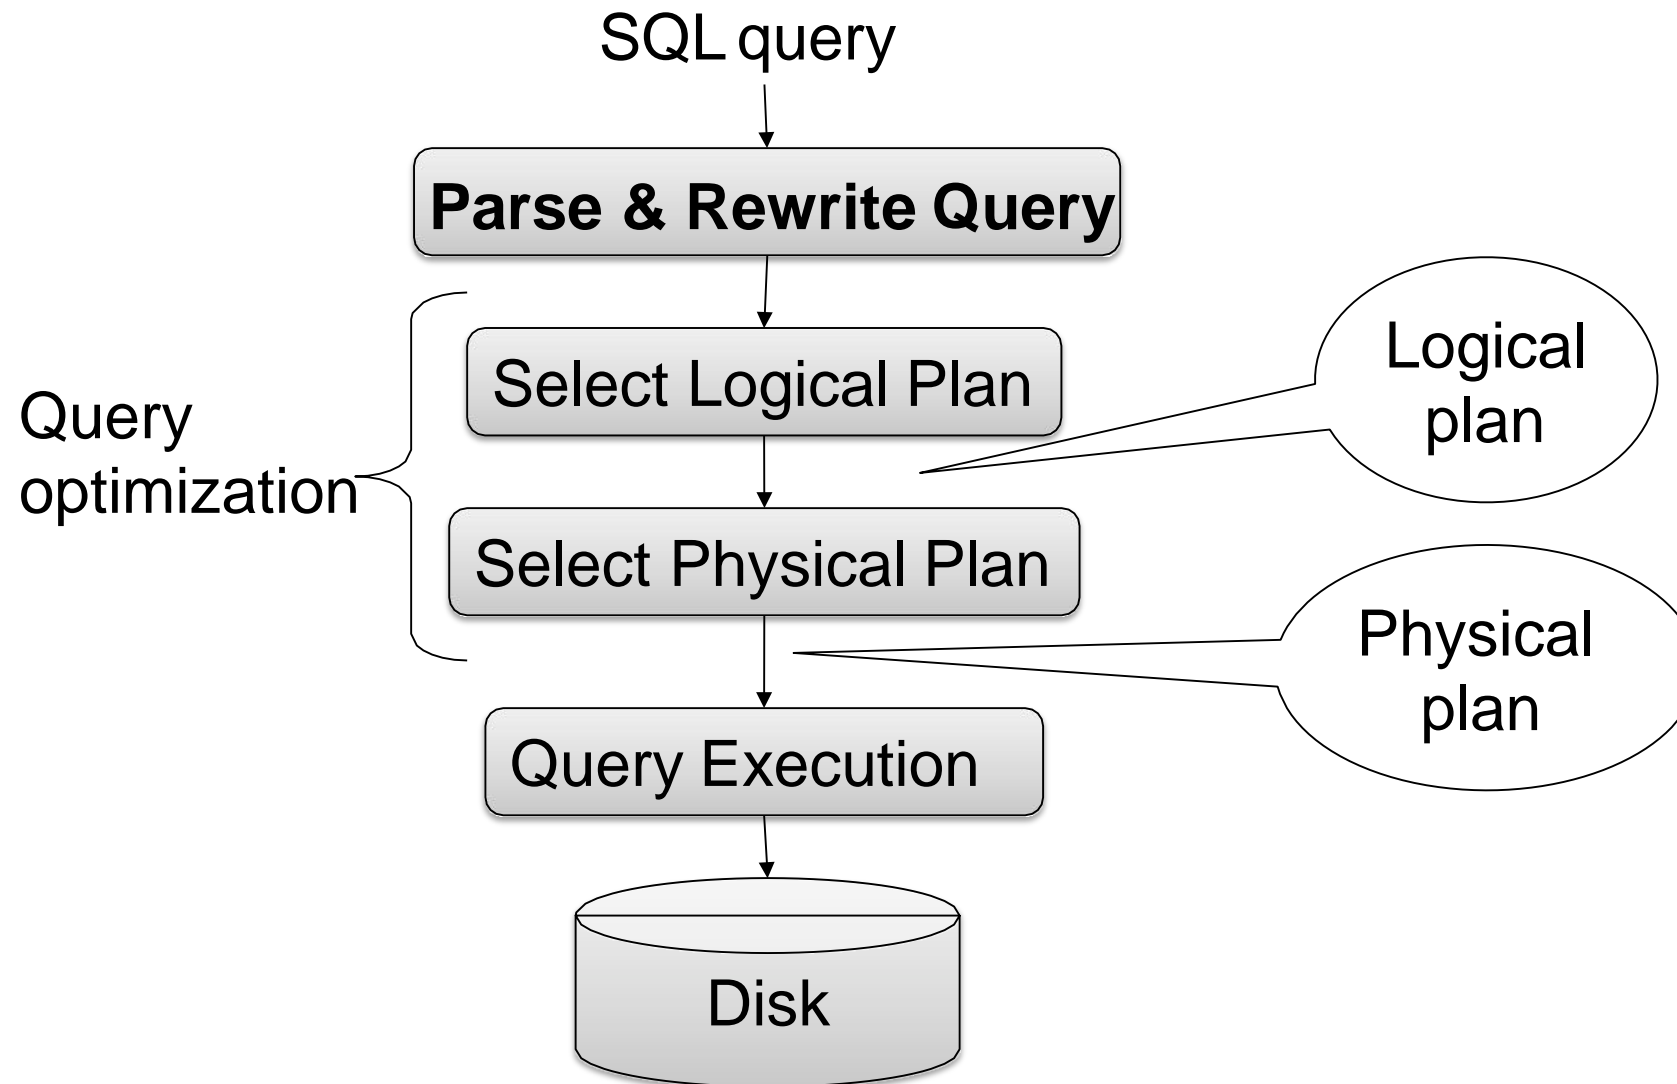 SQL query
Parse & Rewrite Query
Select Logical Plan
Logical
plan
Query
optimization
Select Physical Plan
Physical
plan
Query Execution
Disk